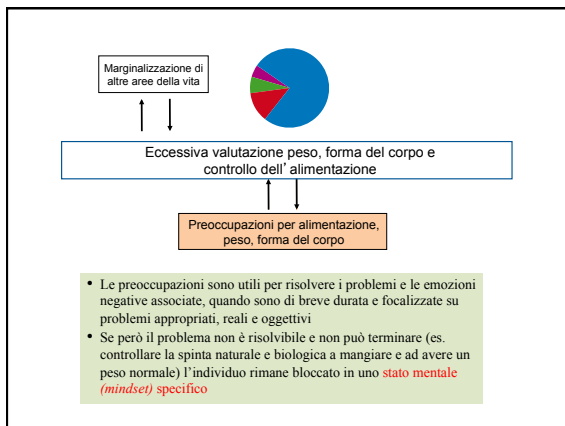 Marginalizzazione di
altre aree della vita
Eccessiva valutazione peso, forma del corpo e
controllo dell’alimentazione
Preoccupazioni per alimentazione,
peso, forma del corpo
• Le preoccupazioni sono utili per risolvere i problemi e le emozioni
negative associate, quando sono di breve durata e focalizzate su
problemi appropriati, reali e oggettivi
• Se però il problema non è risolvibile e non può terminare (es.
controllare la spinta naturale e biologica a mangiare e ad avere un
peso normale) l’individuo rimane bloccato in uno stato mentale
(mindset) specifico